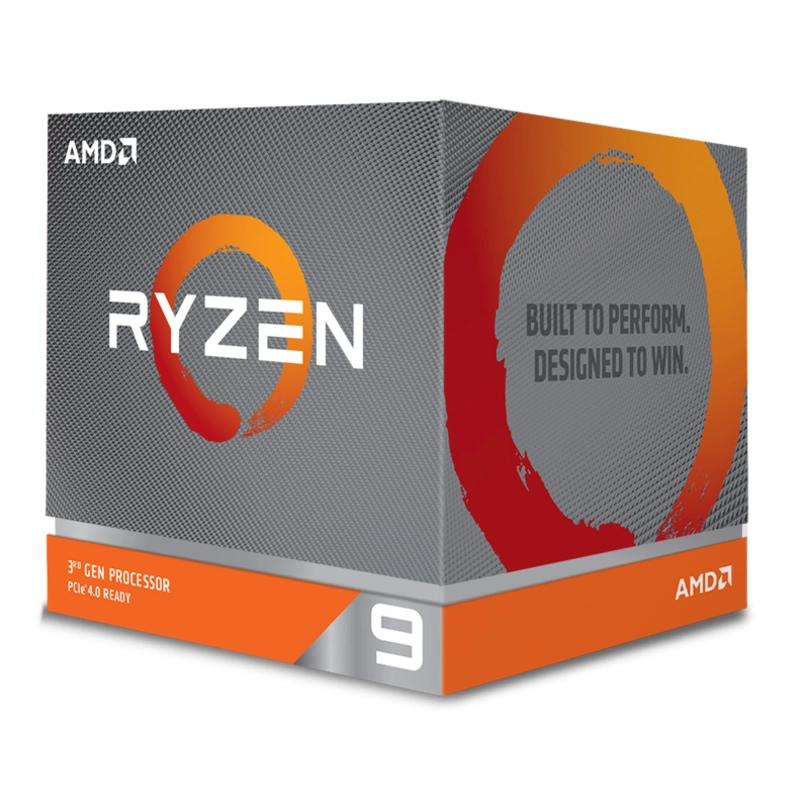 AMD
RYZEN
3RD GEN PROCESSOR
PCIe® 4.0 READY
9
BUILT TO PERFORM.
DESIGNED TO WIN.
AMD